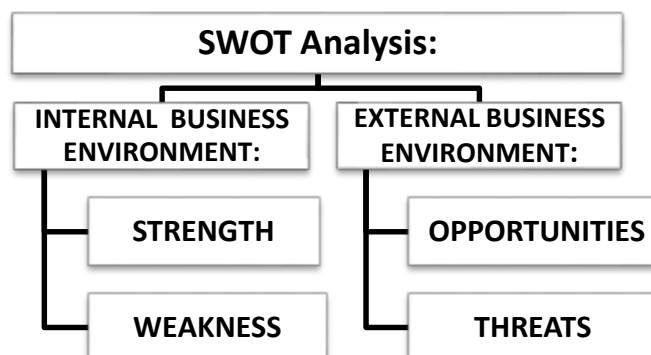 SWOT Analysis:
INTERNAL BUSINESS
ENVIRONMENT:
STRENGTH
WEAKNESS
EXTERNAL BUSINESS
ENVIRONMENT:
OPPORTUNITIES
THREATS